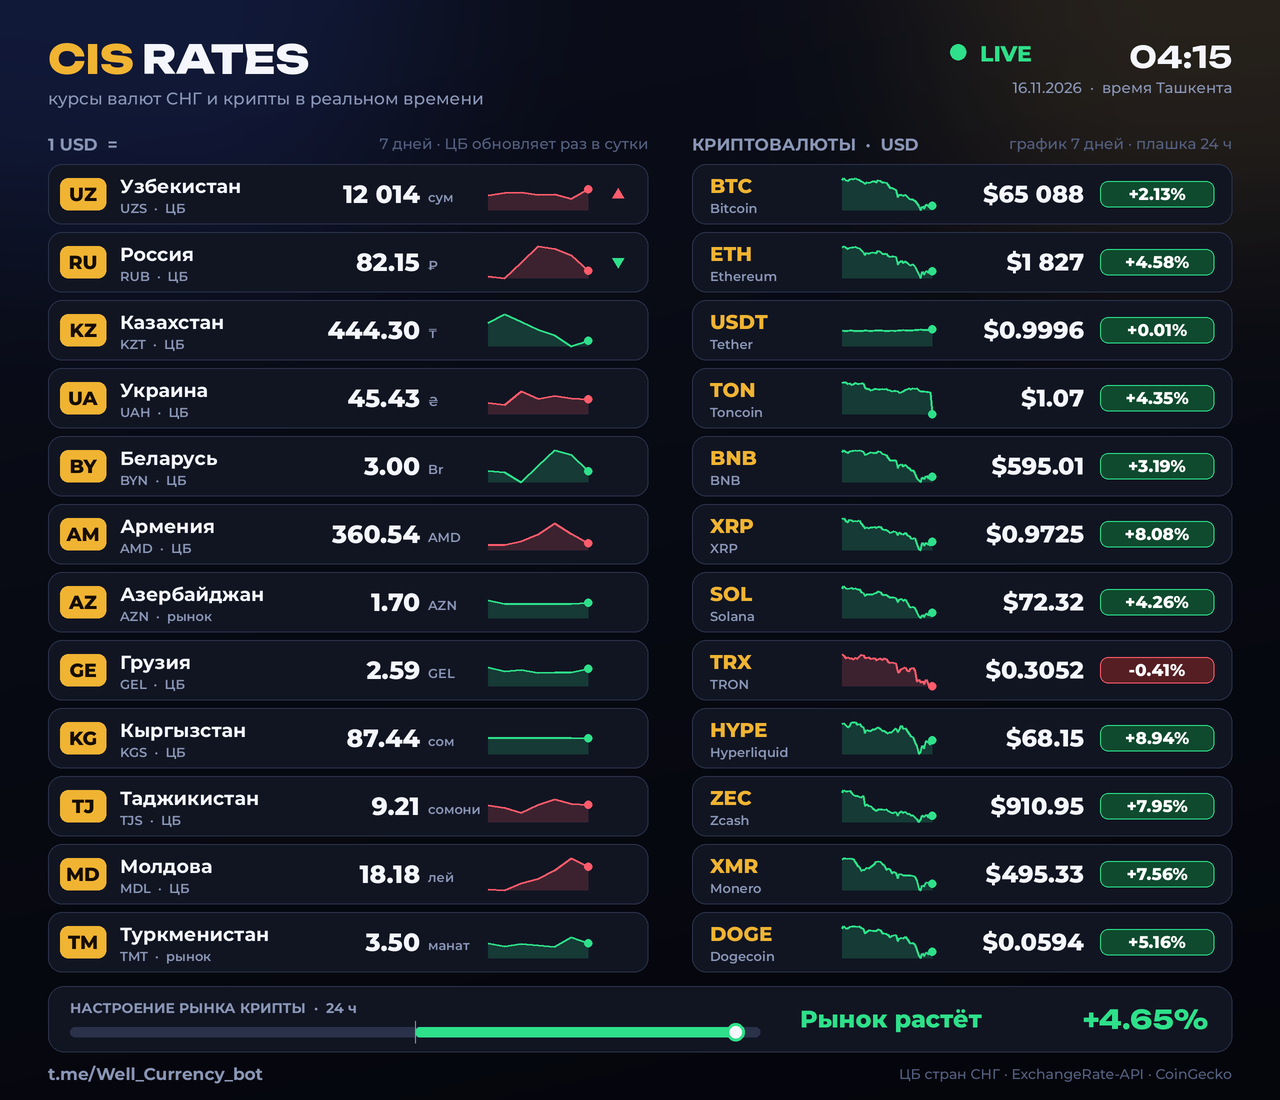 CIS RATES
курсы валют СНГ и крипты в реальном времени
LIVE 04:15
16.11.2026 · время Ташкента
1 USD =
7 дней · ЦБ обновляет раз в сутки
UZ Узбекистан 12 014 сум
UZS · ЦБ
RU Россия 82.15 ₽
RUB · ЦБ
KZ Казахстан 444.30 ₸
KZT · ЦБ
UA Украина 45.43 ₴
UAH · ЦБ
BY Беларусь 3.00 Br
BYN · ЦБ
AM Армения 360.54 AMD
AMD · ЦБ
AZ Азербайджан 1.70 AZN
AZN · рынок
GE Грузия 2.59 GEL
GEL · ЦБ
KG Кыргызстан 87.44 сом
KGS · ЦБ
TJ Таджикистан 9.21 сомони
TJS · ЦБ
MD Молдова 18.18 лей
MDL · ЦБ
TM Туркменистан 3.50 манат
TMT · рынок
КРИПТОВАЛЮТЫ · USD
график 7 дней · плашка 24 ч
BTC $65 088 +2.13%
Bitcoin
ETH $1 827 +4.58%
Ethereum
USDT $0.9996 +0.01%
Tether
TON $1.07 +4.35%
Toncoin
BNB $595.01 +3.19%
BNB
XRP $0.9725 +8.08%
XRP
SOL $72.32 +4.26%
Solana
TRX $0.3052 -0.41%
TRON
HYPE $68.15 +8.94%
Hyperliquid
ZEC $910.95 +7.95%
Zcash
XMR $495.33 +7.56%
Monero
DOGE $0.0594 +5.16%
Dogecoin
НАСТРОЕНИЕ РЫНКА КРИПТЫ · 24 ч
Рынок растёт +4.65%
t.me/Well_Currency_bot
ЦБ стран СНГ · ExchangeRate-API · CoinGecko